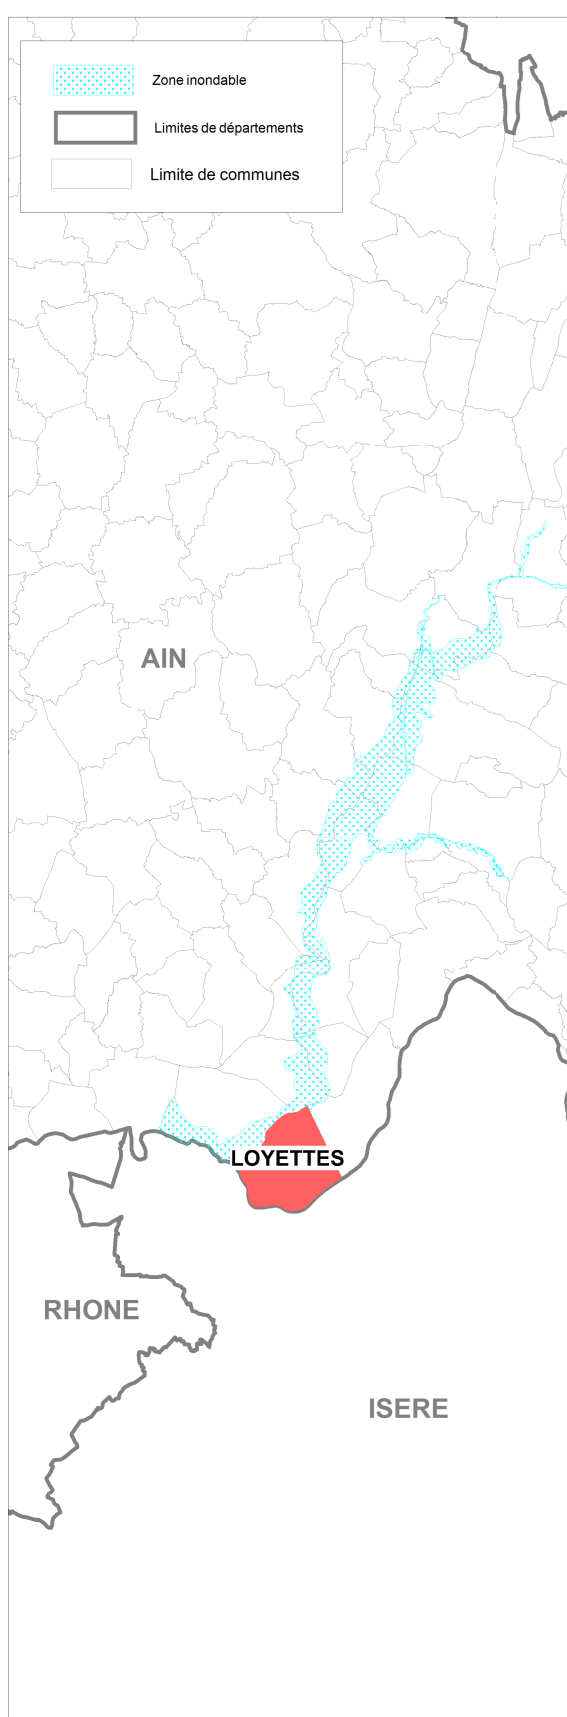 Zone inondable
Limites de départements
Limite de communes
AIN
LOYETTES
RHONE
ISERE